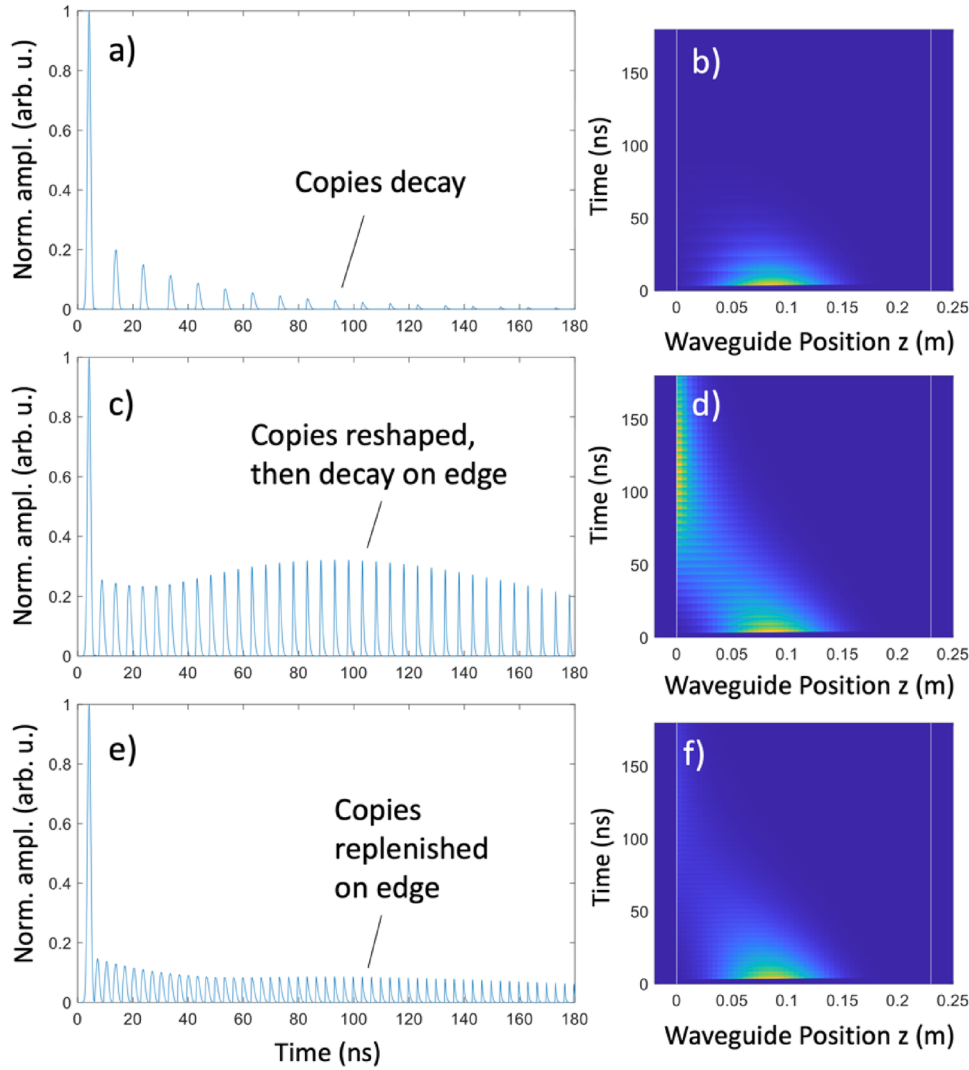 a)
Norm. ampl. (arb. u.)
1
0.8
0.6
0.4
0.2
0
Copies decay
0 20 40 60 80 100 120 140 160 180
b)
Time (ns)
150
100
50
0
0 0.05 0.1 0.15 0.2 0.25
Waveguide Position z (m)
c)
Norm. ampl. (arb. u.)
1
0.8
0.6
0.4
0.2
0
Copies reshaped,
then decay on edge
0 20 40 60 80 100 120 140 160 180
d)
Time (ns)
150
100
50
0
0 0.05 0.1 0.15 0.2 0.25
Waveguide Position z (m)
e)
Norm. ampl. (arb. u.)
1
0.8
0.6
0.4
0.2
0
Copies
replenished
on edge
0 20 40 60 80 100 120 140 160 180
Time (ns)
f)
Time (ns)
150
100
50
0
0 0.05 0.1 0.15 0.2 0.25
Waveguide Position z (m)